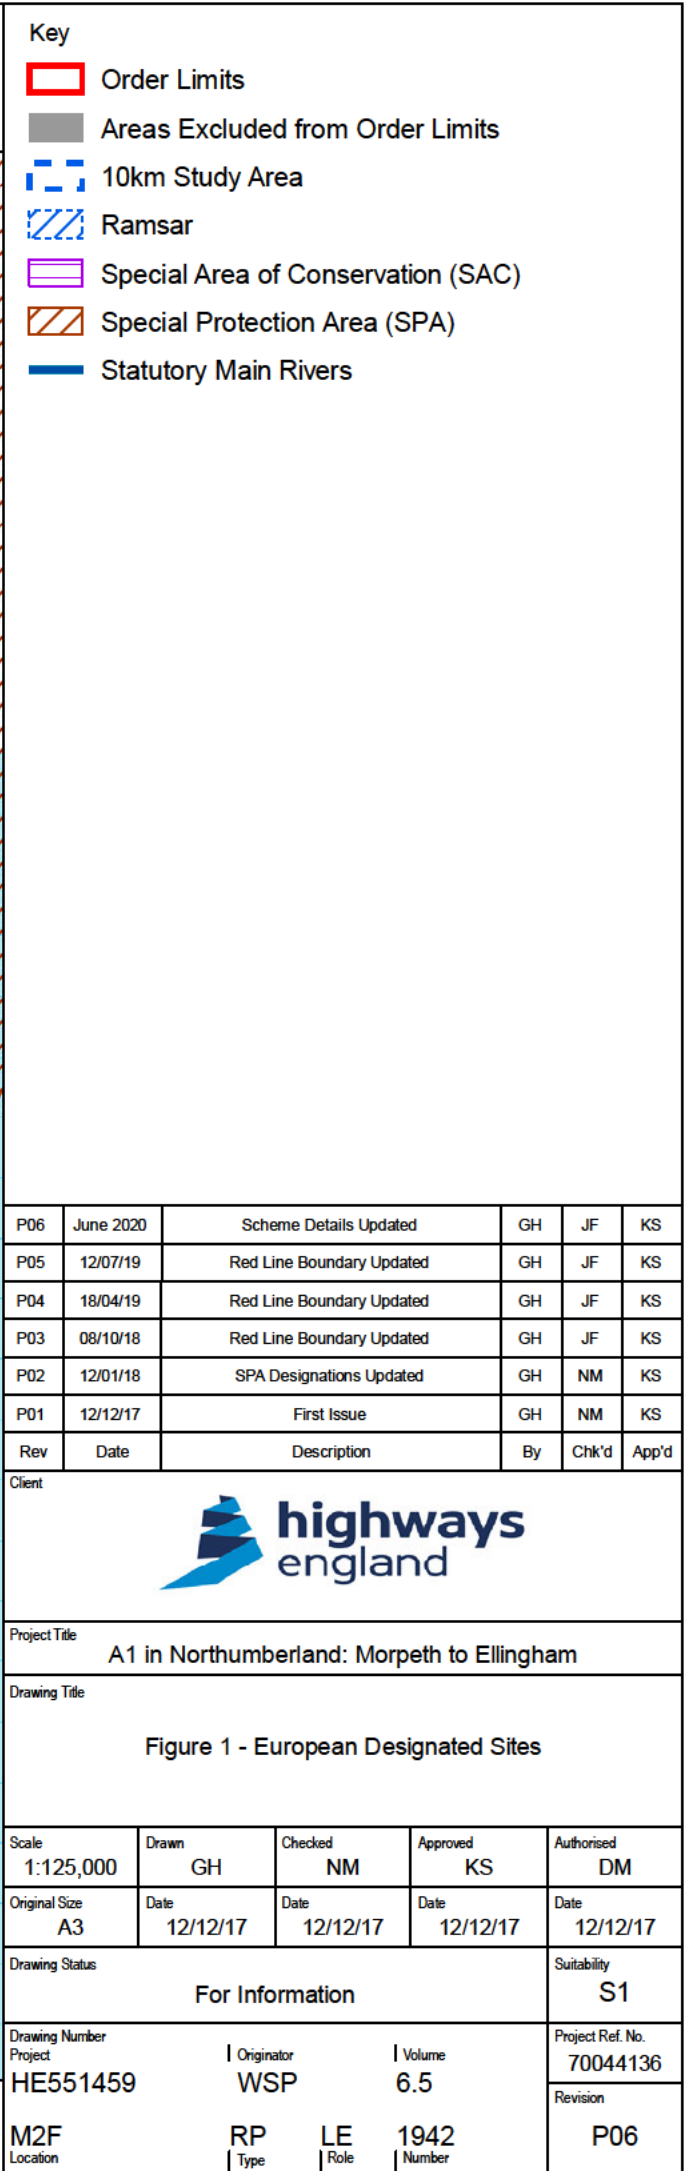 Key
Order Limits
Areas Excluded from Order Limits
10km Study Area
Ramsar
Special Area of Conservation (SAC)
Special Protection Area (SPA)
Statutory Main Rivers
P06 June 2020 Scheme Details Updated GH JF KS
P05 12/07/19 Red Line Boundary Updated GH JF KS
P04 18/04/19 Red Line Boundary Updated GH JF KS
P03 08/10/18 Red Line Boundary Updated GH JF KS
P02 12/01/18 SPA Designations Updated GH NM KS
P01 12/12/17 First Issue GH NM KS
Rev Date Description By Chk'd App'd
Client
highways
england
Project Title
A1 in Northumberland: Morpeth to Ellingham
Drawing Title
Figure 1 - European Designated Sites
Scale Drawn Checked Approved Authorised
1:125,000 GH NM KS DM
Original Size Date Date Date Date
A3 12/12/17 12/12/17 12/12/17 12/12/17
Drawing Status Suitability
For Information S1
Drawing Number Project Ref. No.
Project Originator Volume 70044136
HE551459 WSP 6.5
Revision
M2F RP LE 1942 P06
Location Type Role Number